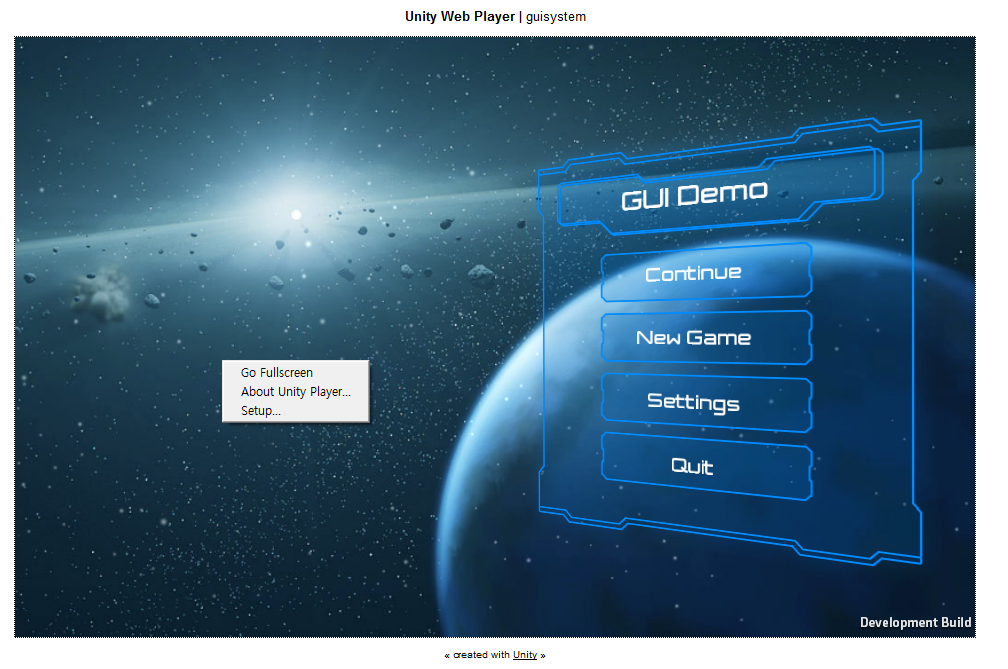 Unity Web Player | guisystem
GUI Demo
Continue
New Game
Settings
Quit
Go Fullscreen
About Unity Player...
Setup...
Development Build
« created with Unity »